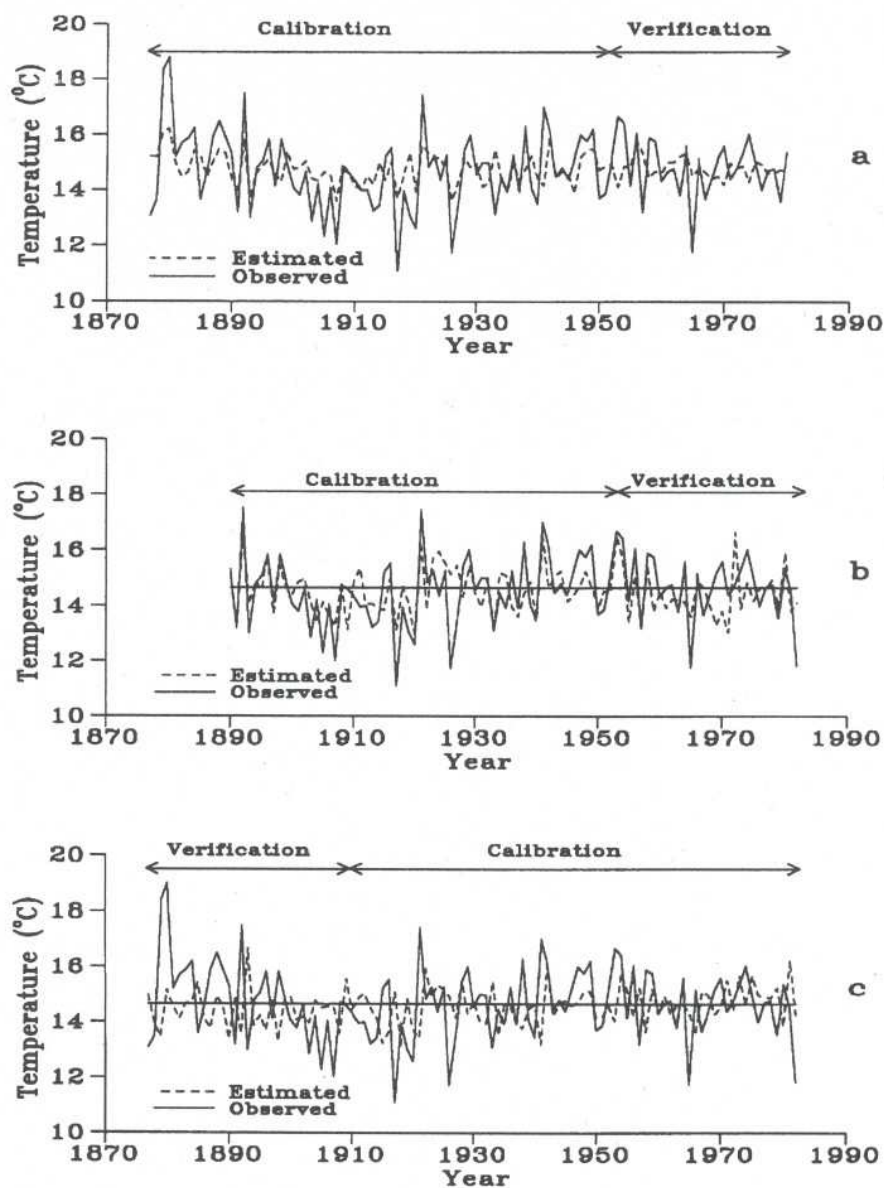 20
Calibration
Verification
18
16
14
12
10
Temperature (°C)
a
Estimated
Observed
1870
1890
1910
1930
1950
1970
1990
Year
20
Calibration
Verification
18
16
14
12
10
Temperature (°C)
b
Estimated
Observed
1870
1890
1910
1930
1950
1970
1990
Year
20
Verification
Calibration
18
16
14
12
10
Temperature (°C)
c
Estimated
Observed
1870
1890
1910
1930
1950
1970
1990
Year